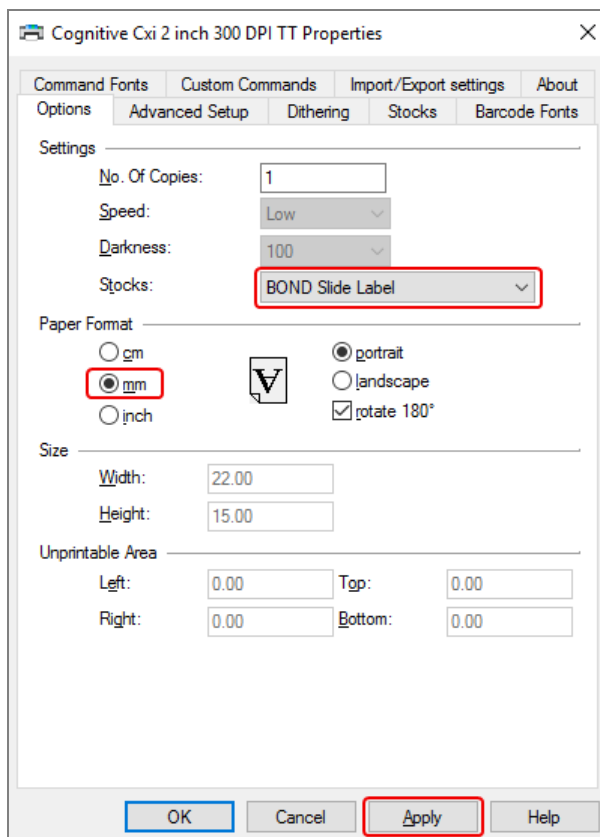 Cognitive Cxi 2 inch 300 DPI TT Properties
Command Fonts Custom Commands Import/Export settings About
Options Advanced Setup Dithering Stocks Barcode Fonts
Settings
No. Of Copies: 1
Speed: Low
Darkness: 100
Stocks: BOND Slide Label
Paper Format
cm portrait
mm A landscape
inch rotate 180°
Size
Width: 22.00
Height: 15.00
Unprintable Area
Left: 0.00 Top: 0.00
Right: 0.00 Bottom: 0.00
OK Cancel Apply Help